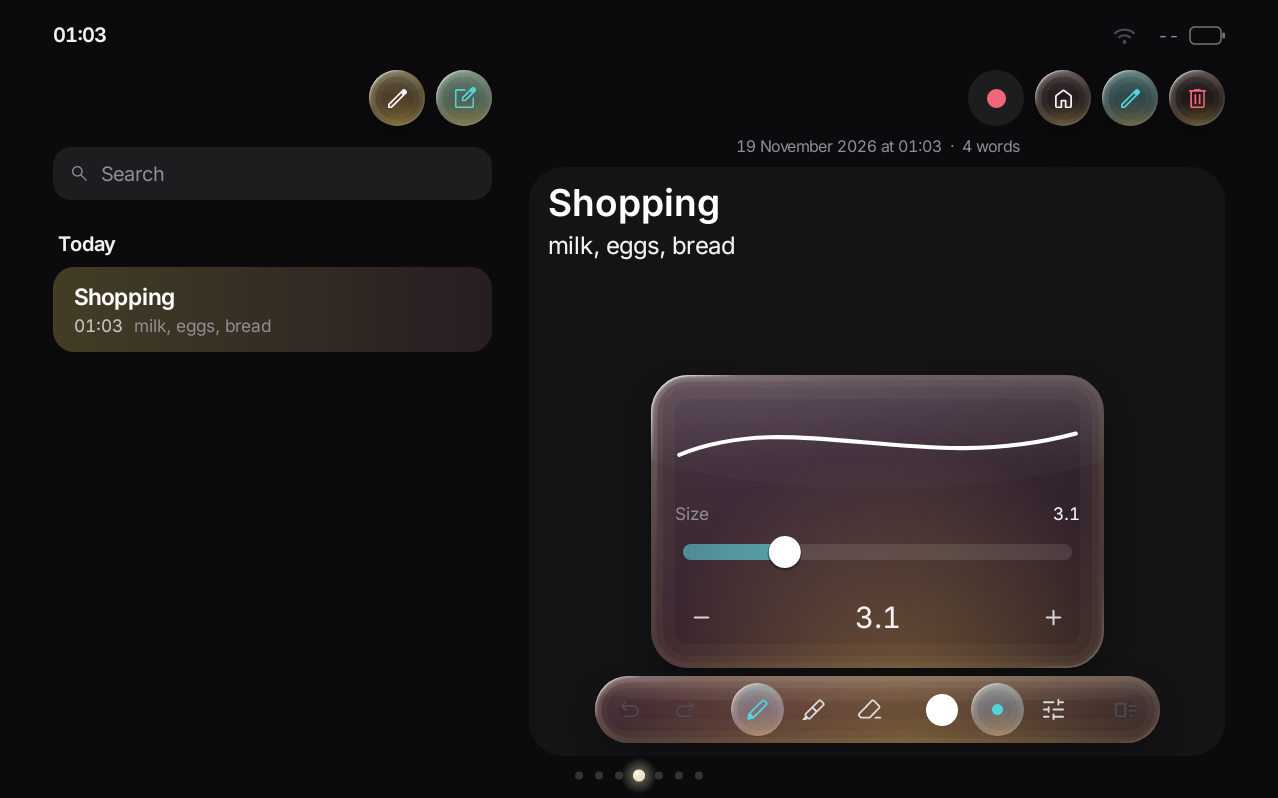 01:03
--
Search
Today
Shopping
01:03 milk, eggs, bread
19 November 2026 at 01:03 · 4 words
Shopping
milk, eggs, bread
Size 3.1
− 3.1 +